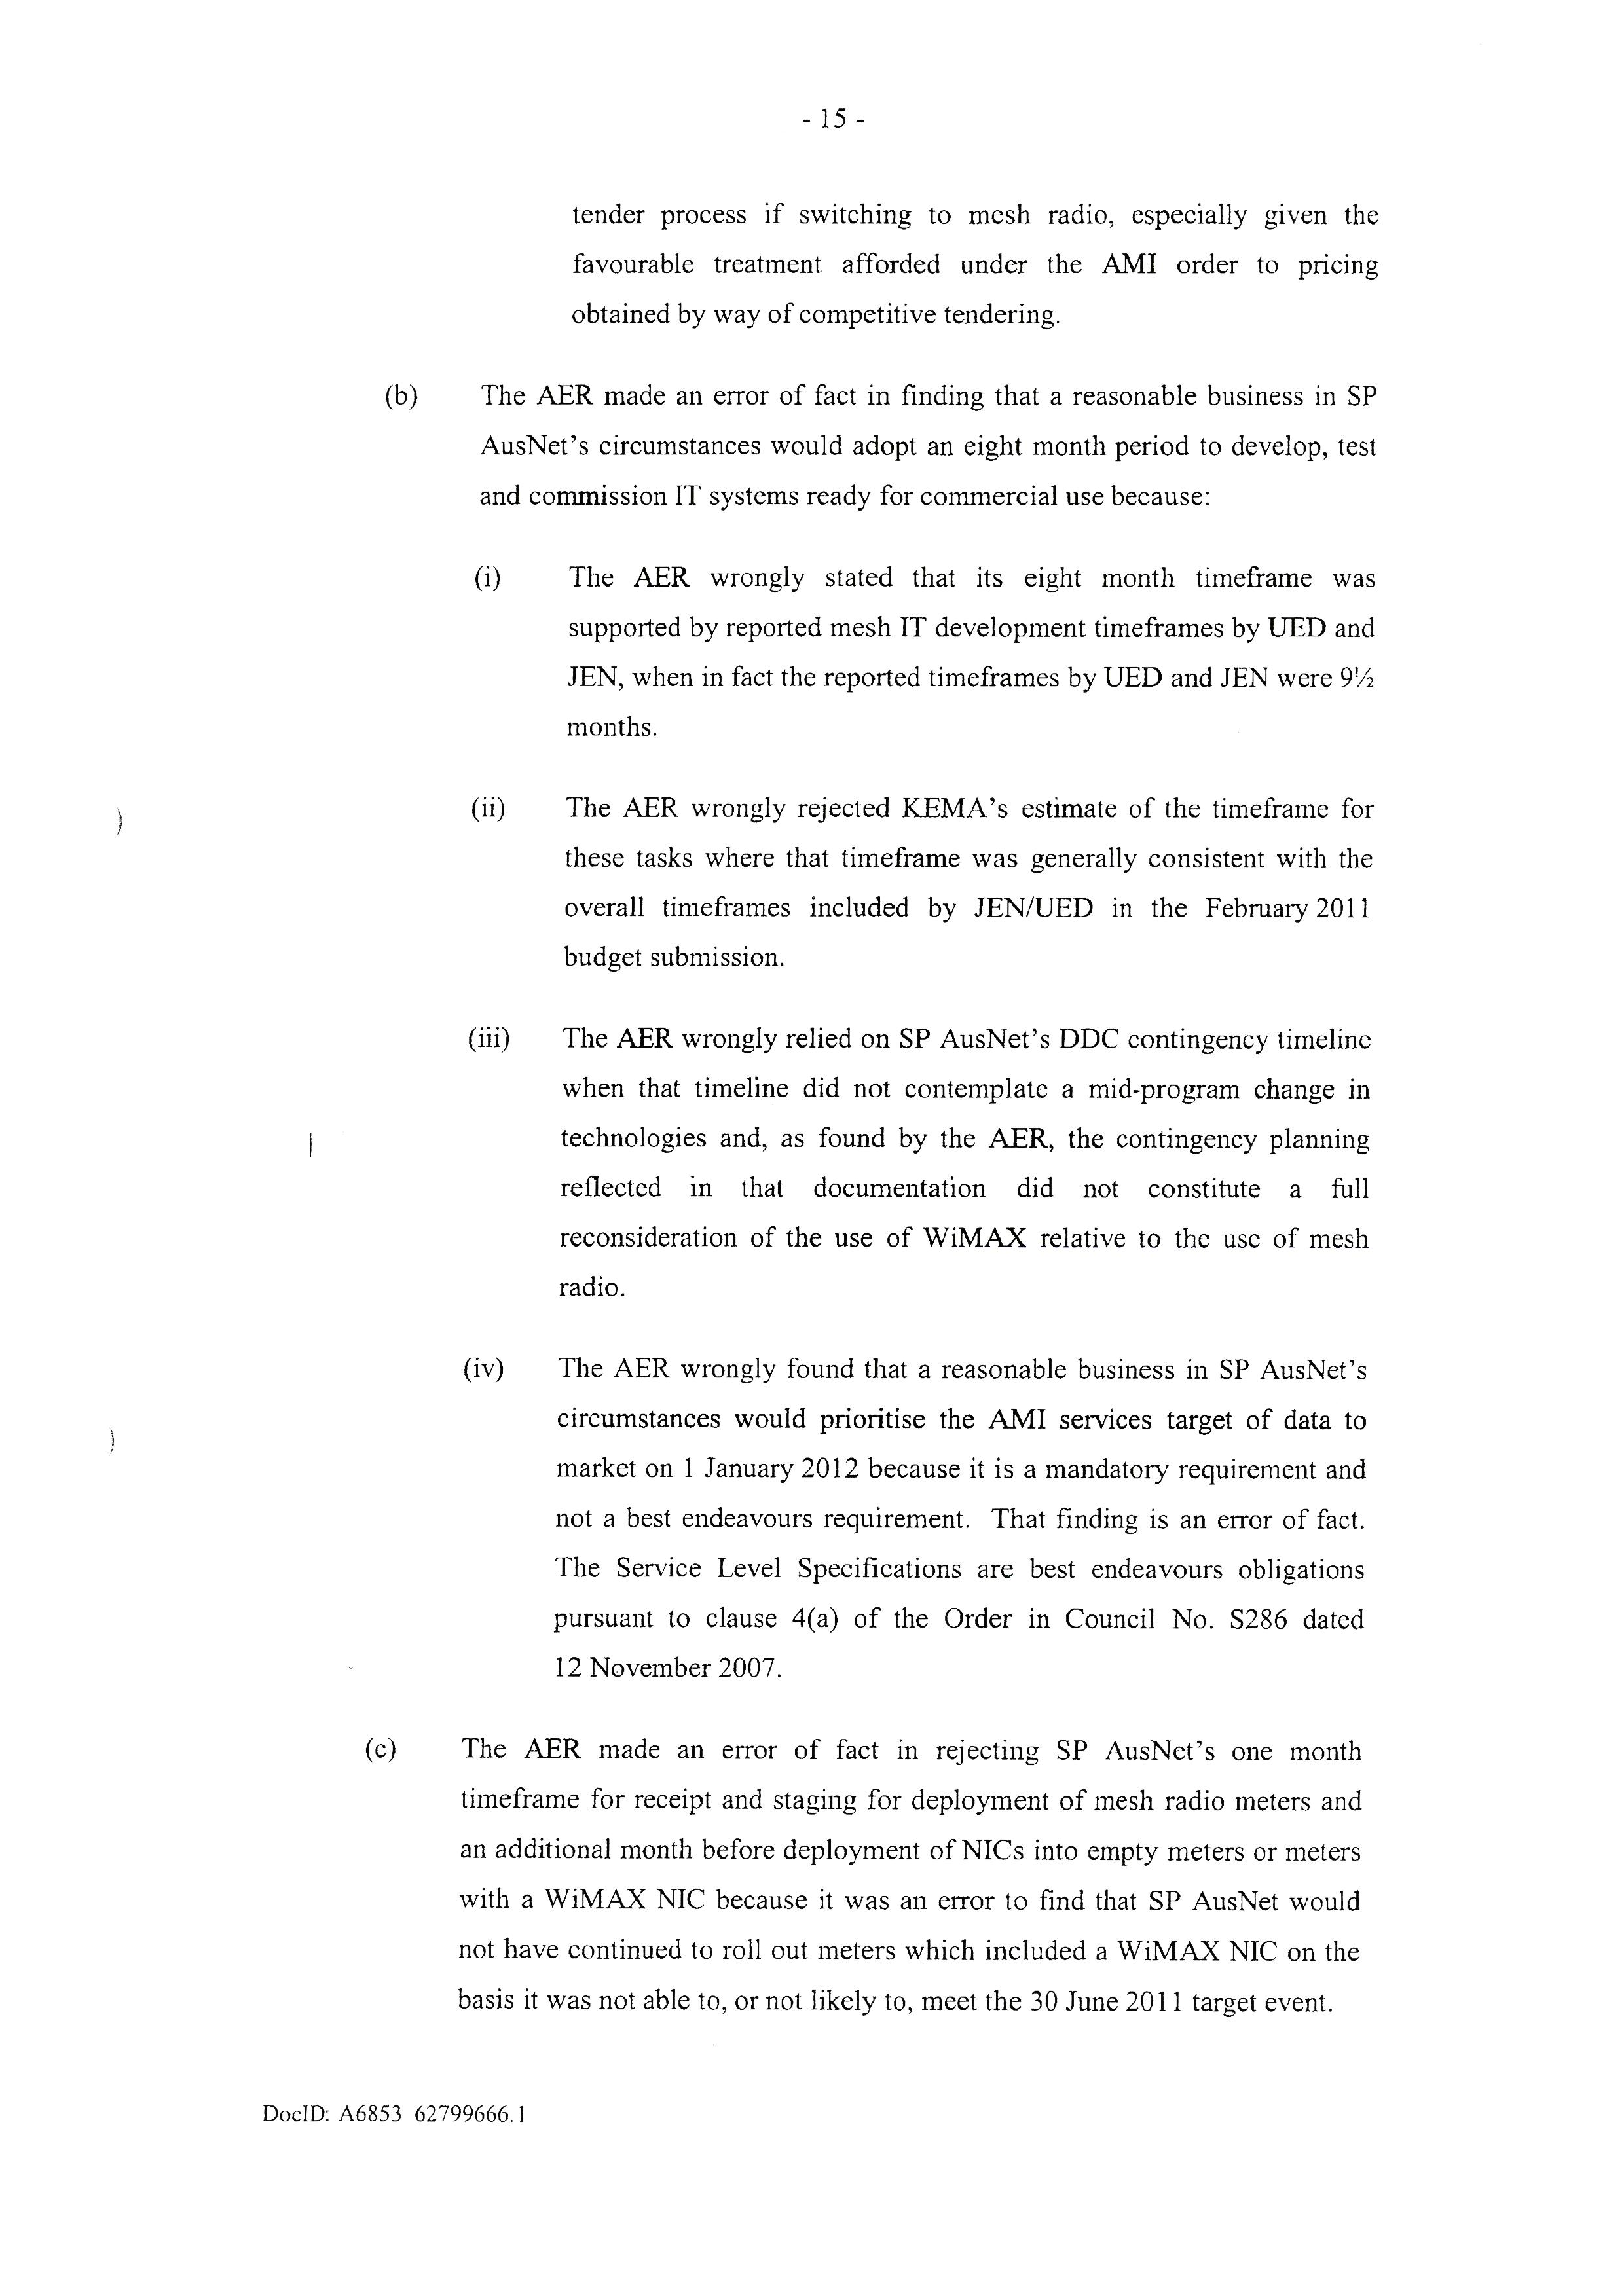 - 15 -
tender process if switching to mesh radio, especially given the
favourable treatment afforded under the AMI order to pricing
obtained by way of competitive tendering.
(b) The AER made an error of fact in finding that a reasonable business in SP
AusNet's circumstances would adopt an eight month period to develop, test
and commission IT systems ready for commercial use because:
(i) The AER wrongly stated that its eight month timeframe was
supported by reported mesh IT development timeframes by UED and
JEN, when in fact the reported timeframes by UED and JEN were 9½
months.
(ii) The AER wrongly rejected KEMA's estimate of the timeframe for
these tasks where that timeframe was generally consistent with the
overall timeframes included by JEN/UED in the February 2011
budget submission.
(iii) The AER wrongly relied on SP AusNet's DDC contingency timeline
when that timeline did not contemplate a mid-program change in
technologies and, as found by the AER, the contingency planning
reflected in that documentation did not constitute a full
reconsideration of the use of WiMAX relative to the use of mesh
radio.
(iv) The AER wrongly found that a reasonable business in SP AusNet's
circumstances would prioritise the AMI services target of data to
market on 1 January 2012 because it is a mandatory requirement and
not a best endeavours requirement. That finding is an error of fact.
The Service Level Specifications are best endeavours obligations
pursuant to clause 4(a) of the Order in Council No. S286 dated
12 November 2007.
(c) The AER made an error of fact in rejecting SP AusNet's one month
timeframe for receipt and staging for deployment of mesh radio meters and
an additional month before deployment of NICs into empty meters or meters
with a WiMAX NIC because it was an error to find that SP AusNet would
not have continued to roll out meters which included a WiMAX NIC on the
basis it was not able to, or not likely to, meet the 30 June 2011 target event.
DocID: A6853 62799666.1